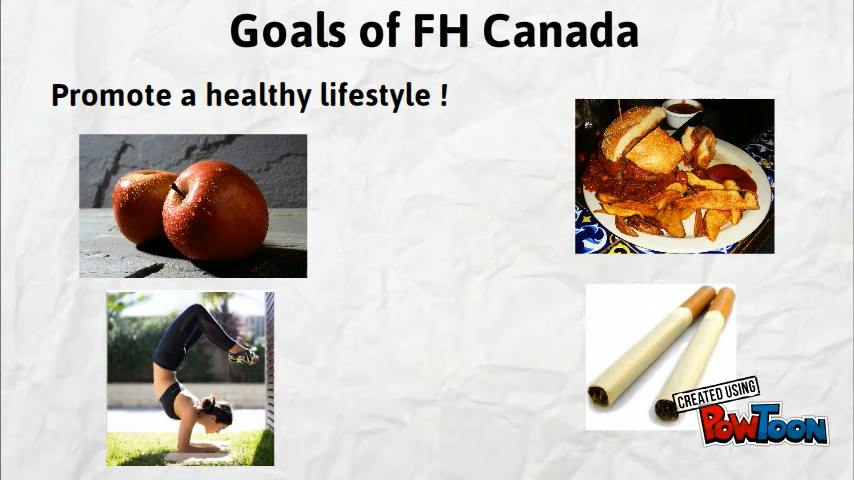 Goals of FH Canada
Promote a healthy lifestyle !
CREATED USING
POWTOON